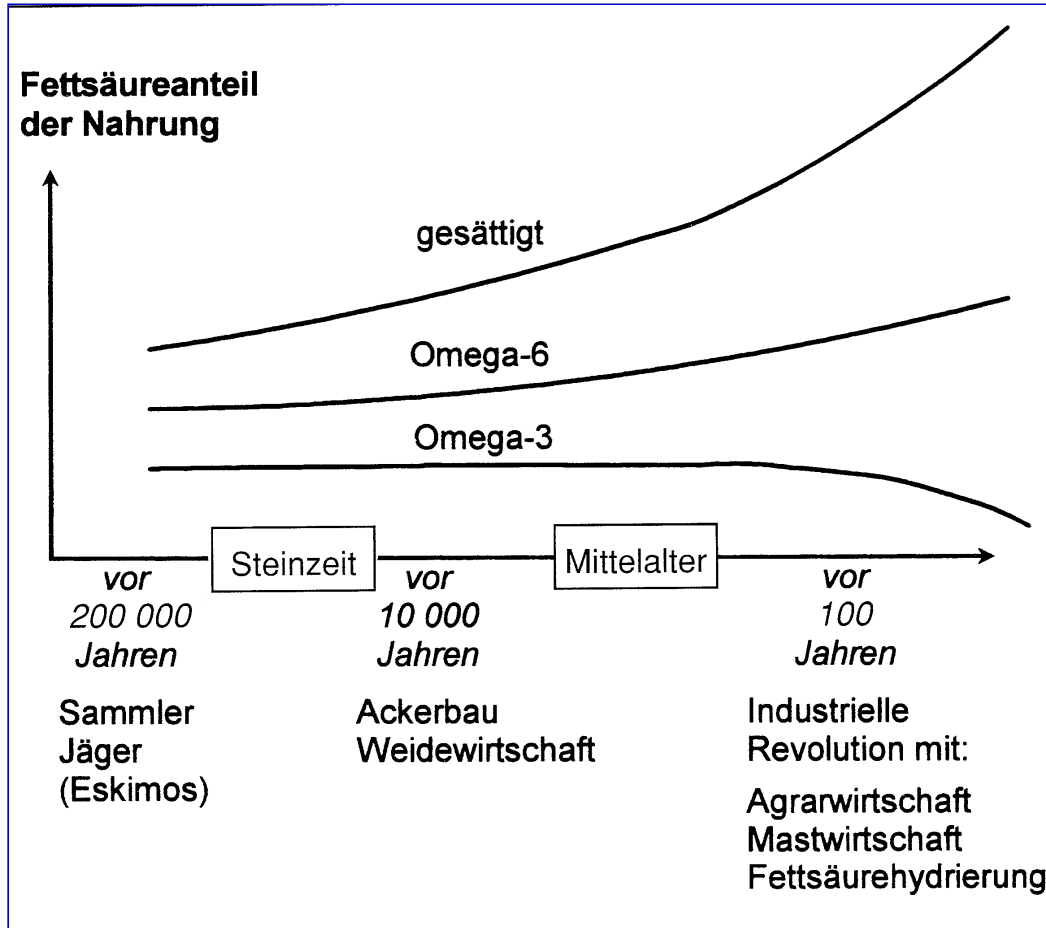 Fettsäureanteil
der Nahrung
gesättigt
Omega-6
Omega-3
Steinzeit
Mittelalter
vor
200 000
Jahren
vor
10 000
Jahren
vor
100
Jahren
Sammler
Jäger
(Eskimos)
Ackerbau
Weidewirtschaft
Industrielle
Revolution mit:
Agrarwirtschaft
Mastwirtschaft
Fettsäurehydrierung